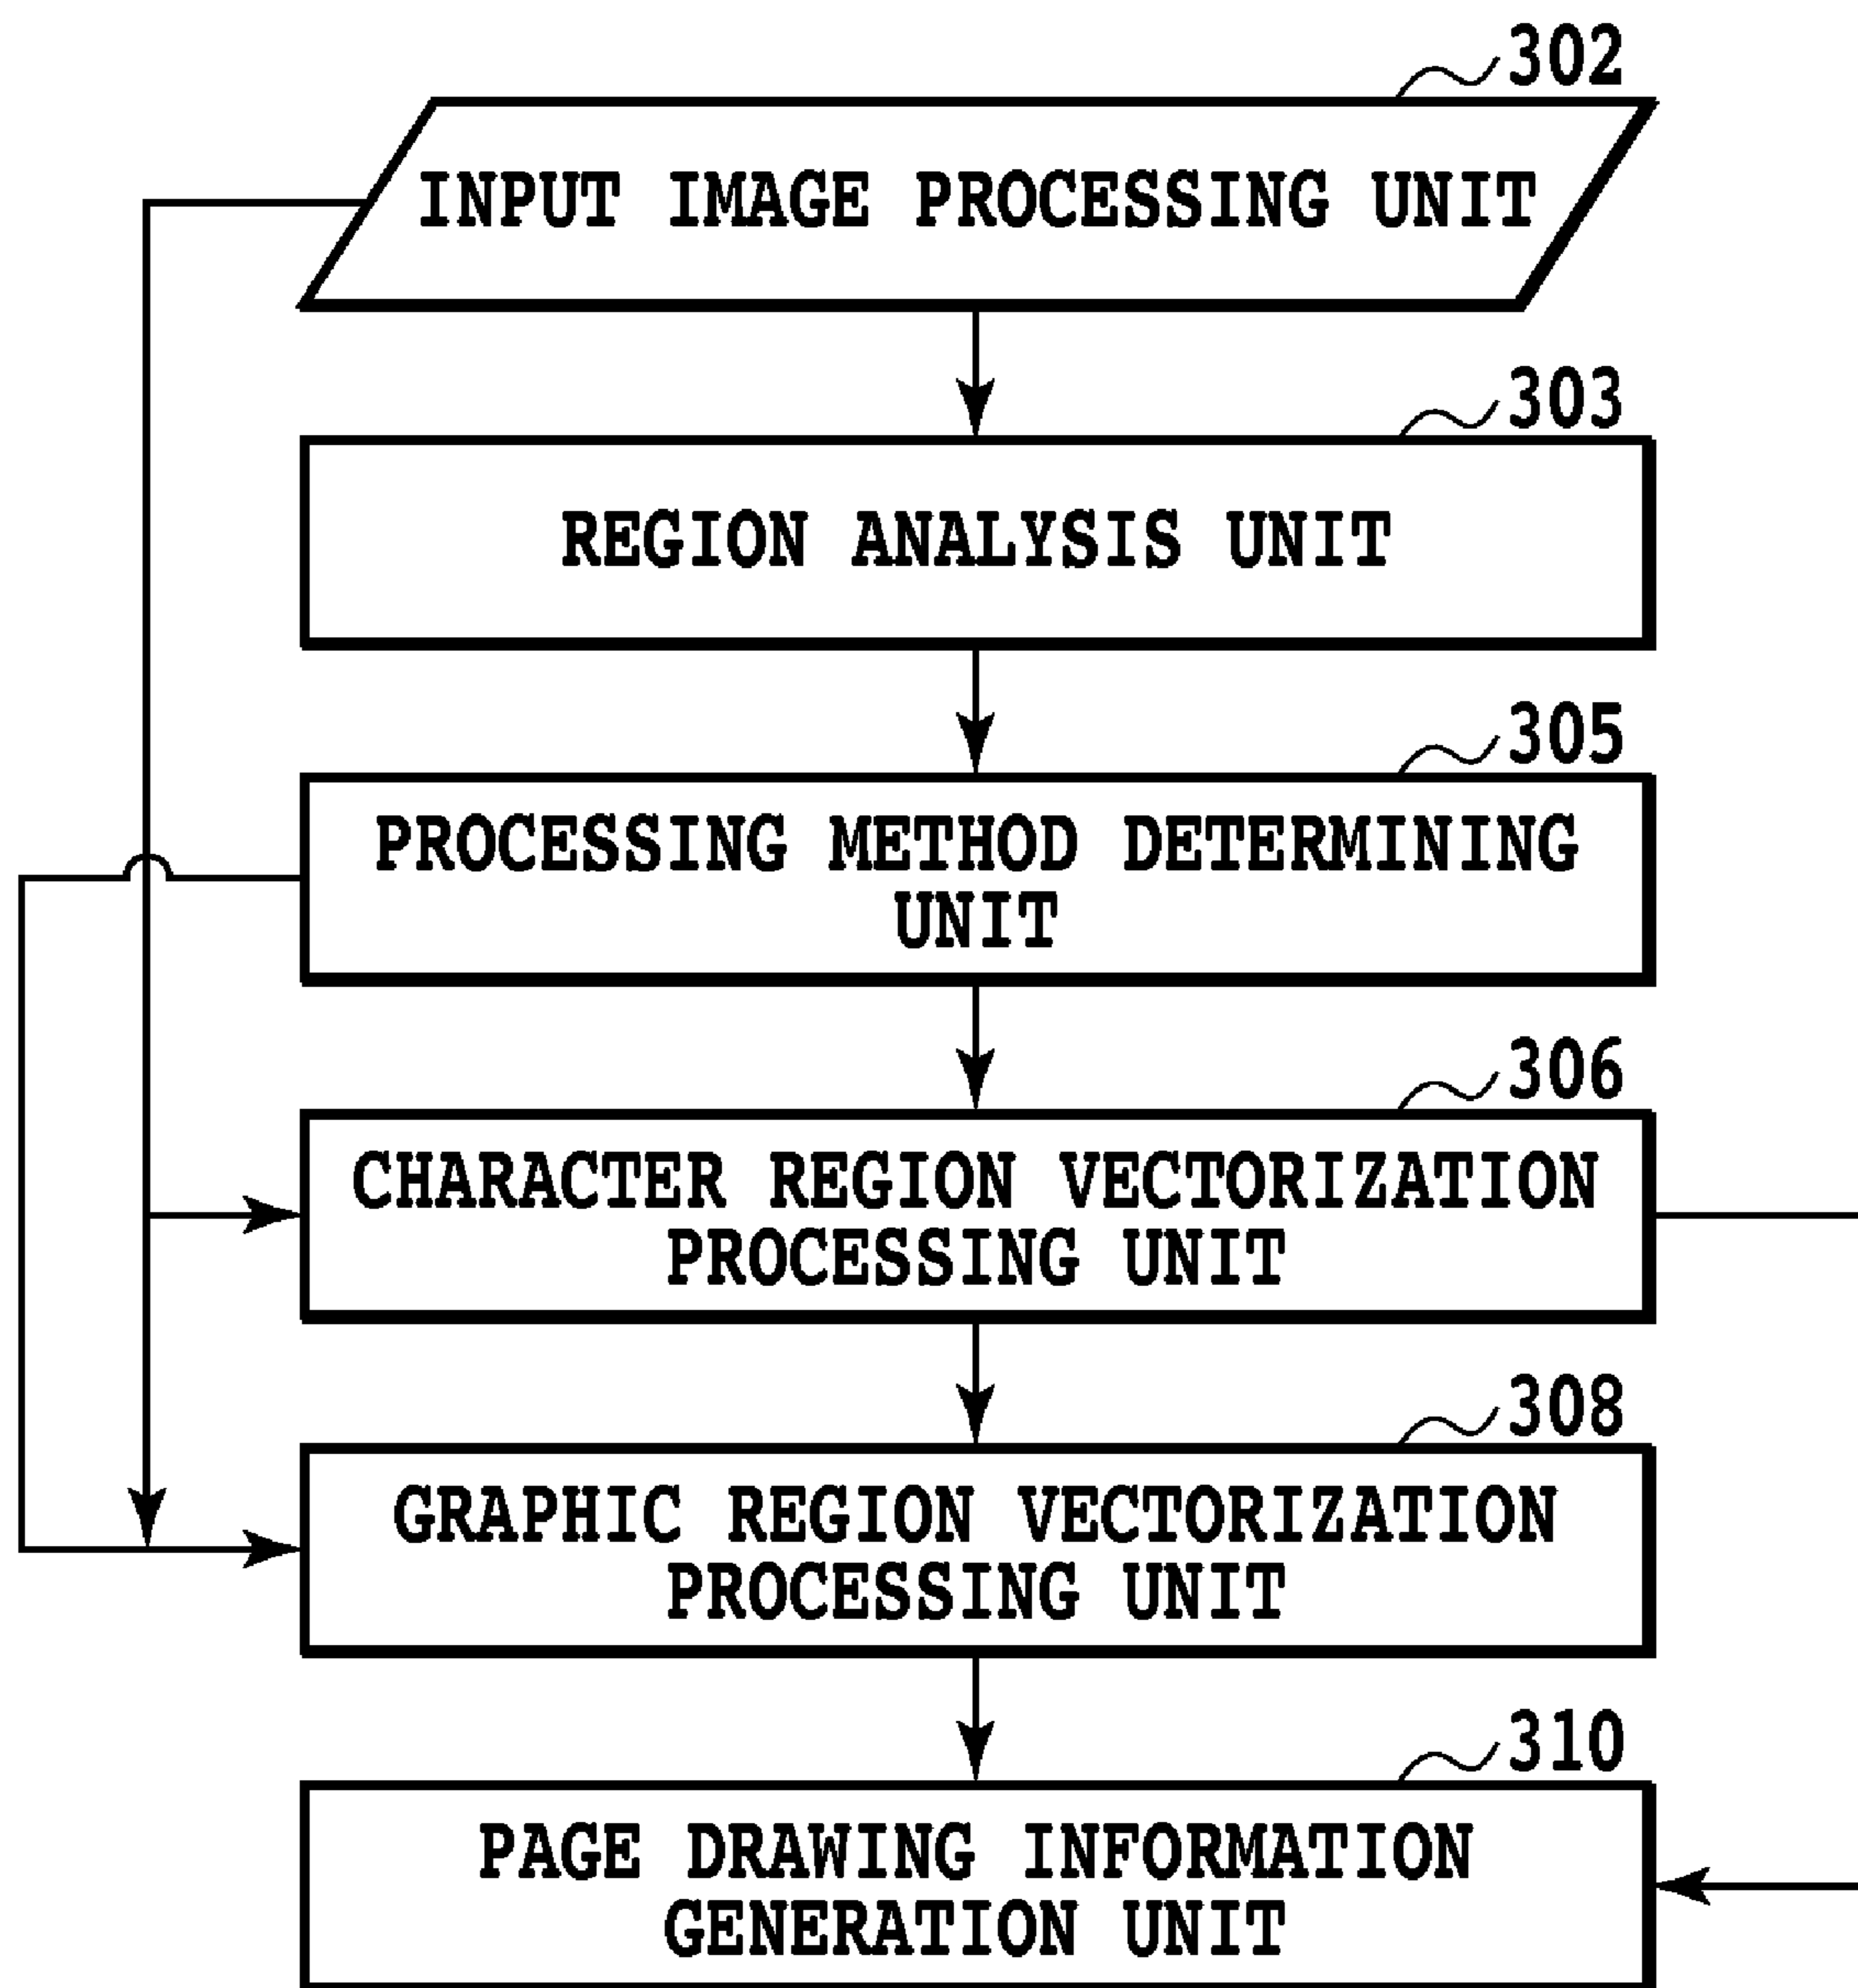 302
INPUT IMAGE PROCESSING UNIT
303
REGION ANALYSIS UNIT
305
PROCESSING METHOD DETERMINING
UNIT
306
CHARACTER REGION VECTORIZATION
PROCESSING UNIT
308
GRAPHIC REGION VECTORIZATION
PROCESSING UNIT
310
PAGE DRAWING INFORMATION
GENERATION UNIT